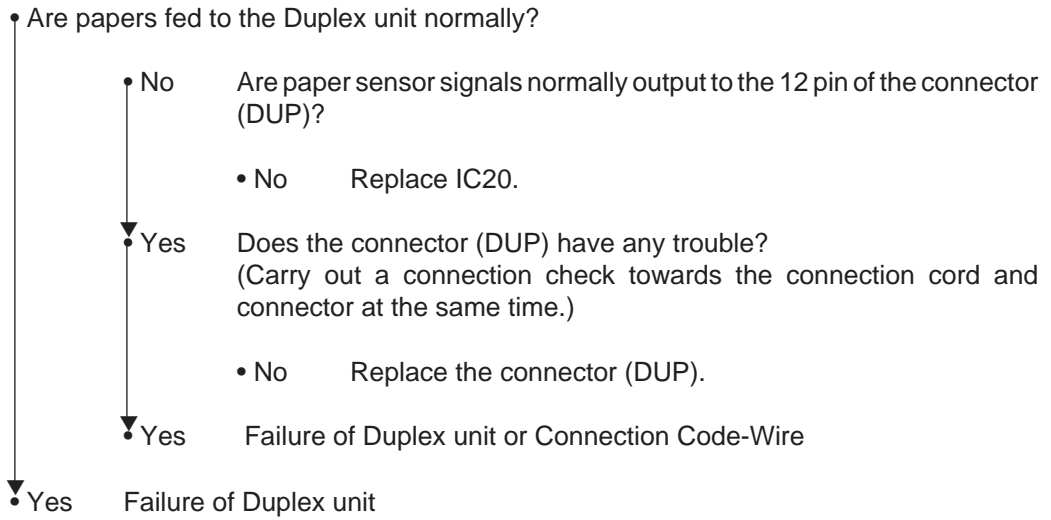 • Are papers fed to the Duplex unit normally?
• No Are paper sensor signals normally output to the 12 pin of the connector
(DUP)?
• No Replace IC20.
• Yes Does the connector (DUP) have any trouble?
(Carry out a connection check towards the connection cord and
connector at the same time.)
• No Replace the connector (DUP).
• Yes Failure of Duplex unit or Connection Code-Wire
• Yes Failure of Duplex unit